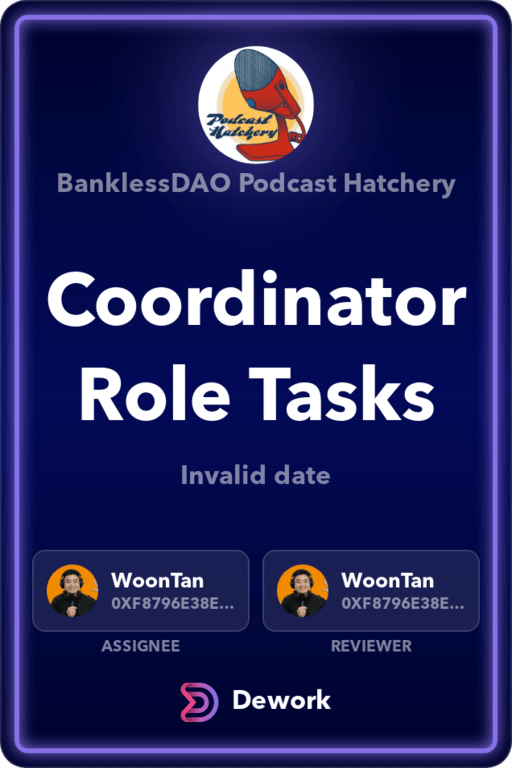 Podcast
Hatchery
BanklessDAO Podcast Hatchery
Coordinator
Role Tasks
Invalid date
WoonTan
0XF8796E38E...
ASSIGNEE
WoonTan
0XF8796E38E...
REVIEWER
Dework